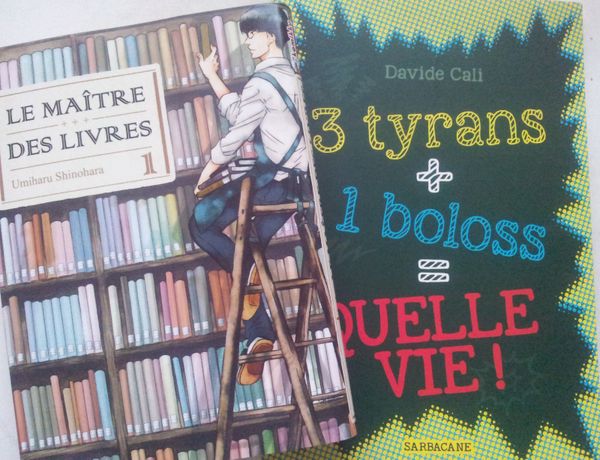 LE MAÎTRE
DES LIVRES
Umiharu Shinohara
1
Davide Cali
3 tyrans
+
1 boloss
=
QUELLE
VIE !
SARBACANE